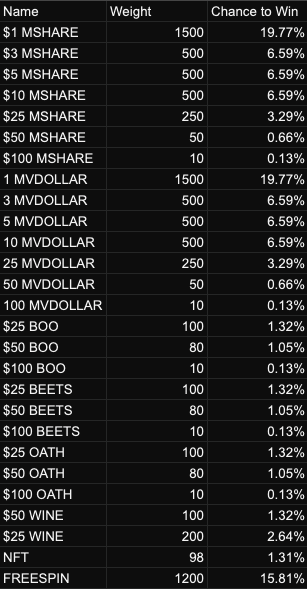 Name Weight Chance to Win
$1 MSHARE 1500 19.77%
$3 MSHARE 500 6.59%
$5 MSHARE 500 6.59%
$10 MSHARE 500 6.59%
$25 MSHARE 250 3.29%
$50 MSHARE 50 0.66%
$100 MSHARE 10 0.13%
1 MVDOLLAR 1500 19.77%
3 MVDOLLAR 500 6.59%
5 MVDOLLAR 500 6.59%
10 MVDOLLAR 500 6.59%
25 MVDOLLAR 250 3.29%
50 MVDOLLAR 50 0.66%
100 MVDOLLAR 10 0.13%
$25 BOO 100 1.32%
$50 BOO 80 1.05%
$100 BOO 10 0.13%
$25 BEETS 100 1.32%
$50 BEETS 80 1.05%
$100 BEETS 10 0.13%
$25 OATH 100 1.32%
$50 OATH 80 1.05%
$100 OATH 10 0.13%
$50 WINE 100 1.32%
$25 WINE 200 2.64%
NFT 98 1.31%
FREESPIN 1200 15.81%